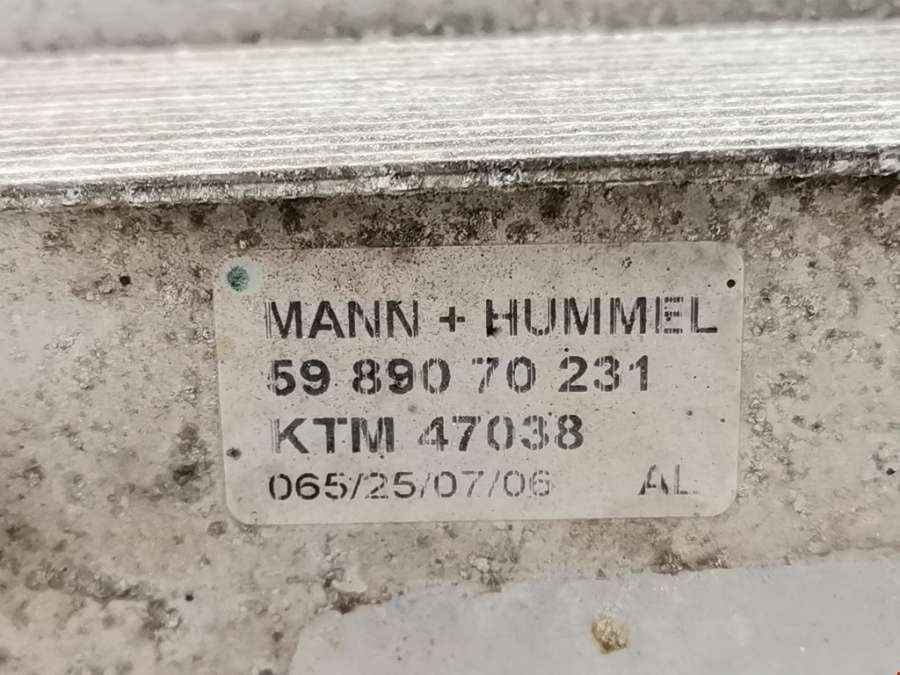 MANN + HUMMEL
59 890 70 231
KTM 47038
065/25/07/06 AL